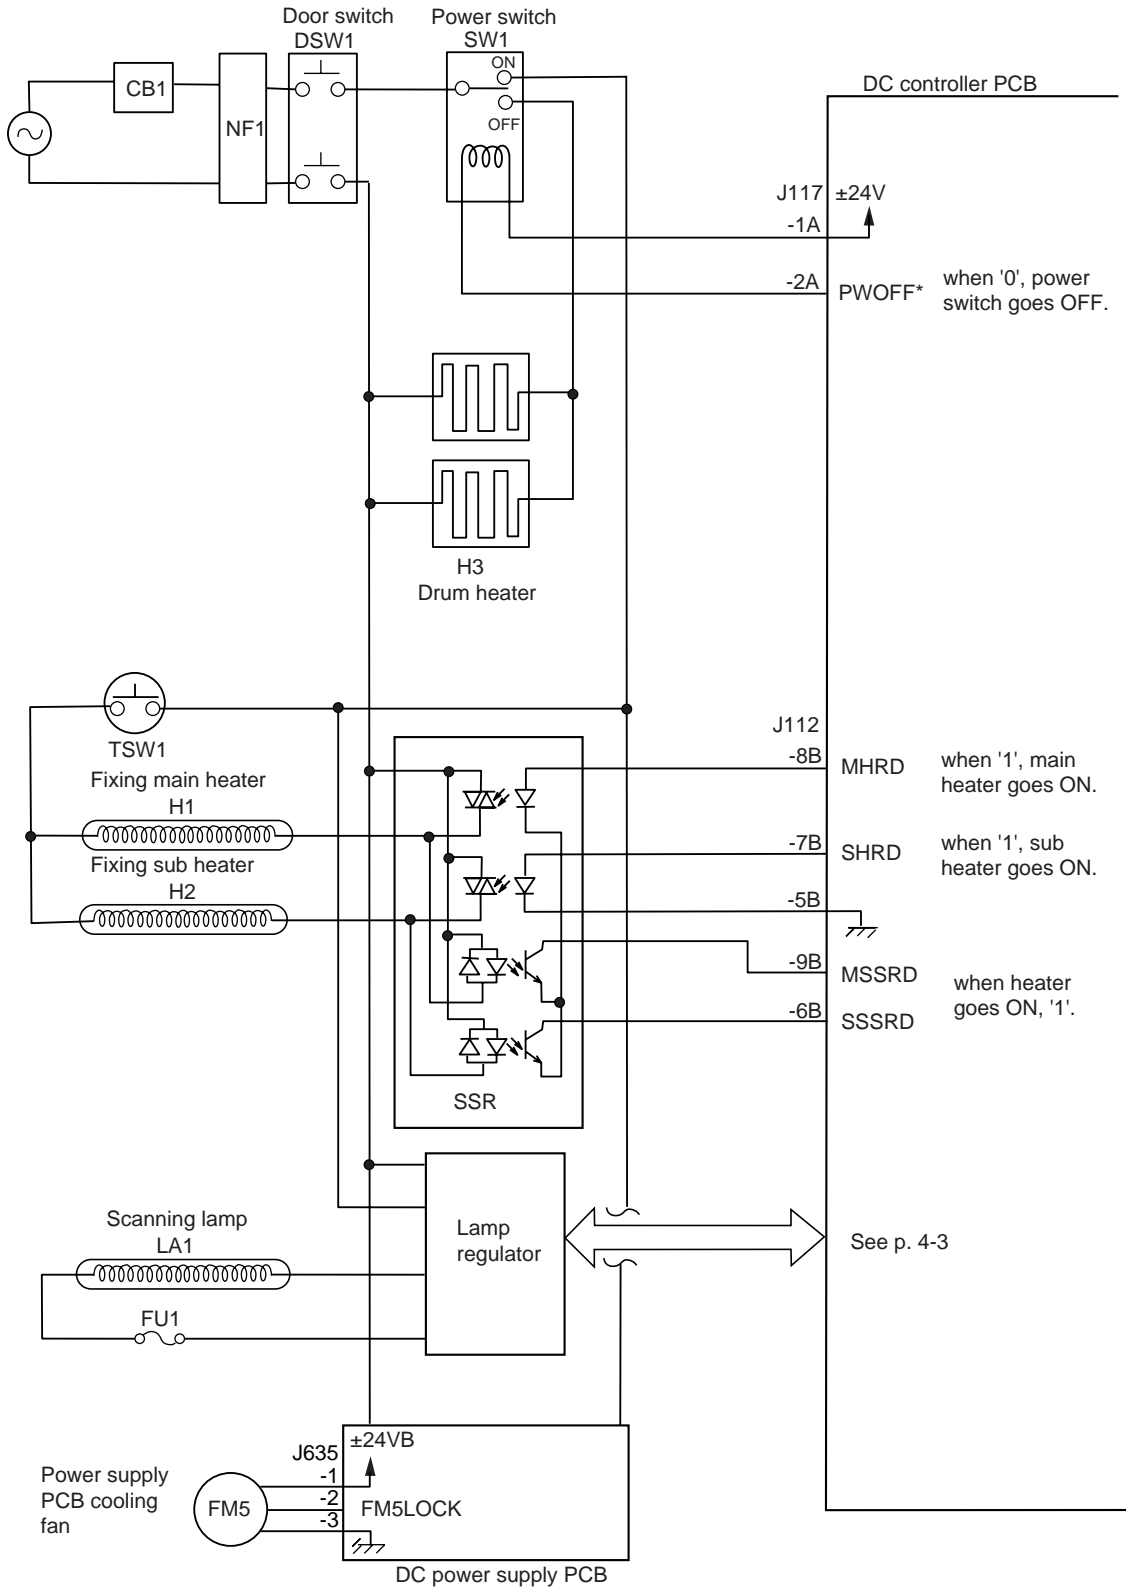 Door switch
DSW1
Power switch
SW1
ON
OFF
CB1
NF1
DC controller PCB
J117
±24V
-1A
-2A
PWOFF*
when '0', power
switch goes OFF.
H3
Drum heater
TSW1
Fixing main heater
H1
Fixing sub heater
H2
J112
-8B
MHRD
when '1', main
heater goes ON.
-7B
SHRD
when '1', sub
heater goes ON.
-5B
-9B
MSSRD
when heater
goes ON, '1'.
-6B
SSSRD
SSR
Scanning lamp
LA1
FU1
Lamp
regulator
See p. 4-3
J635
±24VB
-1
-2
-3
FM5LOCK
Power supply
PCB cooling
fan
FM5
DC power supply PCB